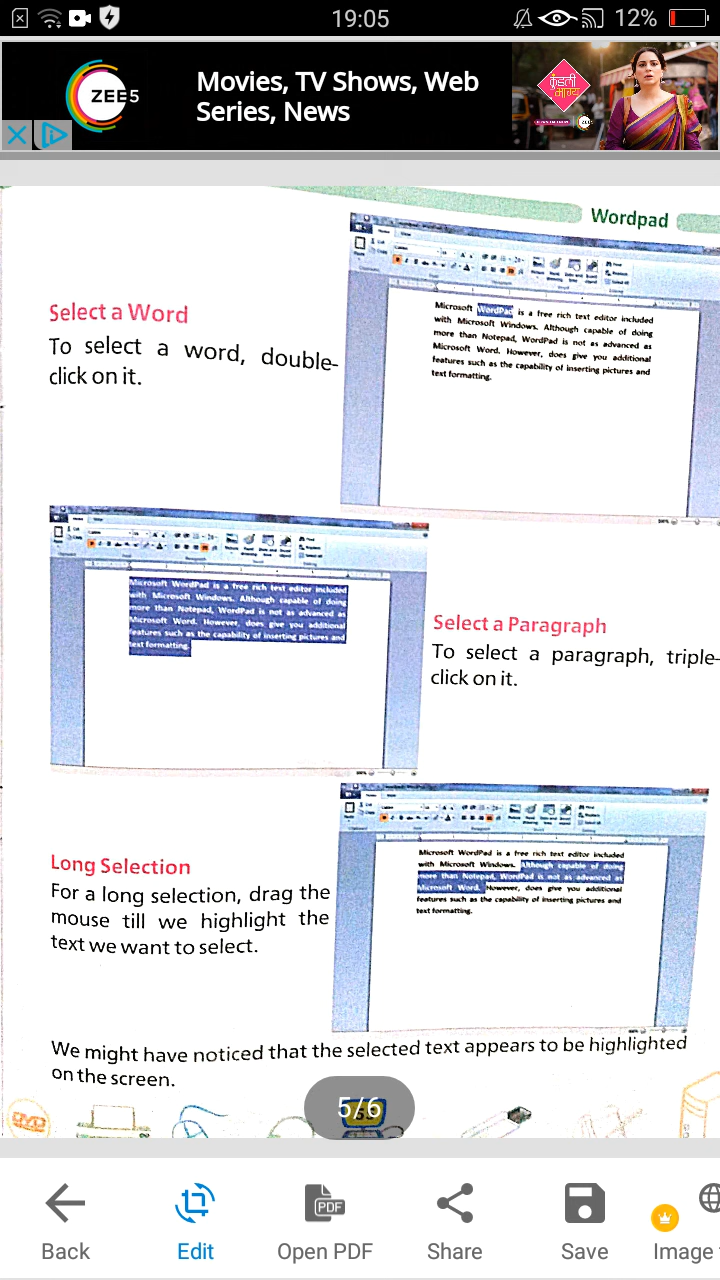 19:05
12%
ZEE5
Movies, TV Shows, Web
Series, News
कुंडली
भाग्य
Wordpad
Select a Word
To select a word, double-
click on it.
Microsoft WordPad is a free rich text editor included
with Microsoft Windows. Although capable of doing
more than Notepad, WordPad is not as advanced as
Microsoft Word. However, does give you additional
features such as the capability of inserting pictures and
text formatting.
Microsoft WordPad is a free rich text editor included
with Microsoft Windows. Although capable of doing
more than Notepad, WordPad is not as advanced as
Microsoft Word. However, does give you additional
features such as the capability of inserting pictures and
text formatting.
Select a Paragraph
To select a paragraph, triple-
click on it.
Long Selection
For a long selection, drag the
mouse till we highlight the
text we want to select.
Microsoft WordPad is a free rich text editor included
with Microsoft Windows. Although capable of doing
more than Notepad, WordPad is not as advanced as
Microsoft Word. However, does give you additional
features such as the capability of inserting pictures and
text formatting.
We might have noticed that the selected text appears to be highlighted
on the screen.
DVD
5/6
Back
Edit
PDF
Open PDF
Share
Save
Image